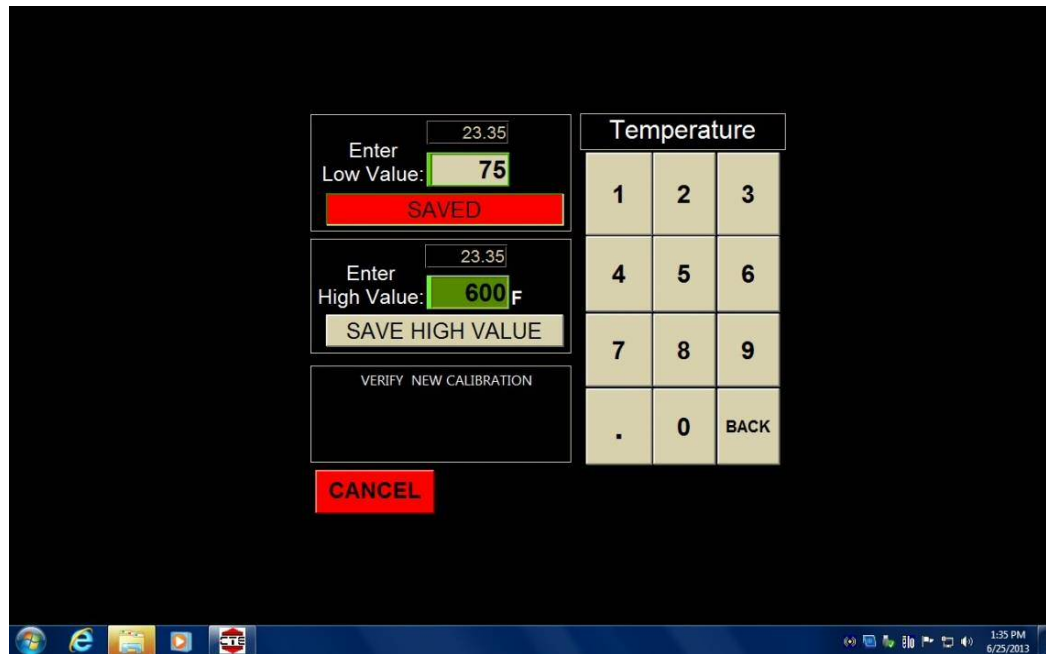 23.35
Enter
Low Value:
75
SAVED
23.35
Enter
High Value:
600 F
SAVE HIGH VALUE
VERIFY NEW CALIBRATION
CANCEL
Temperature
1 2 3
4 5 6
7 8 9
. 0 BACK
CTE
1:35 PM
6/25/2013